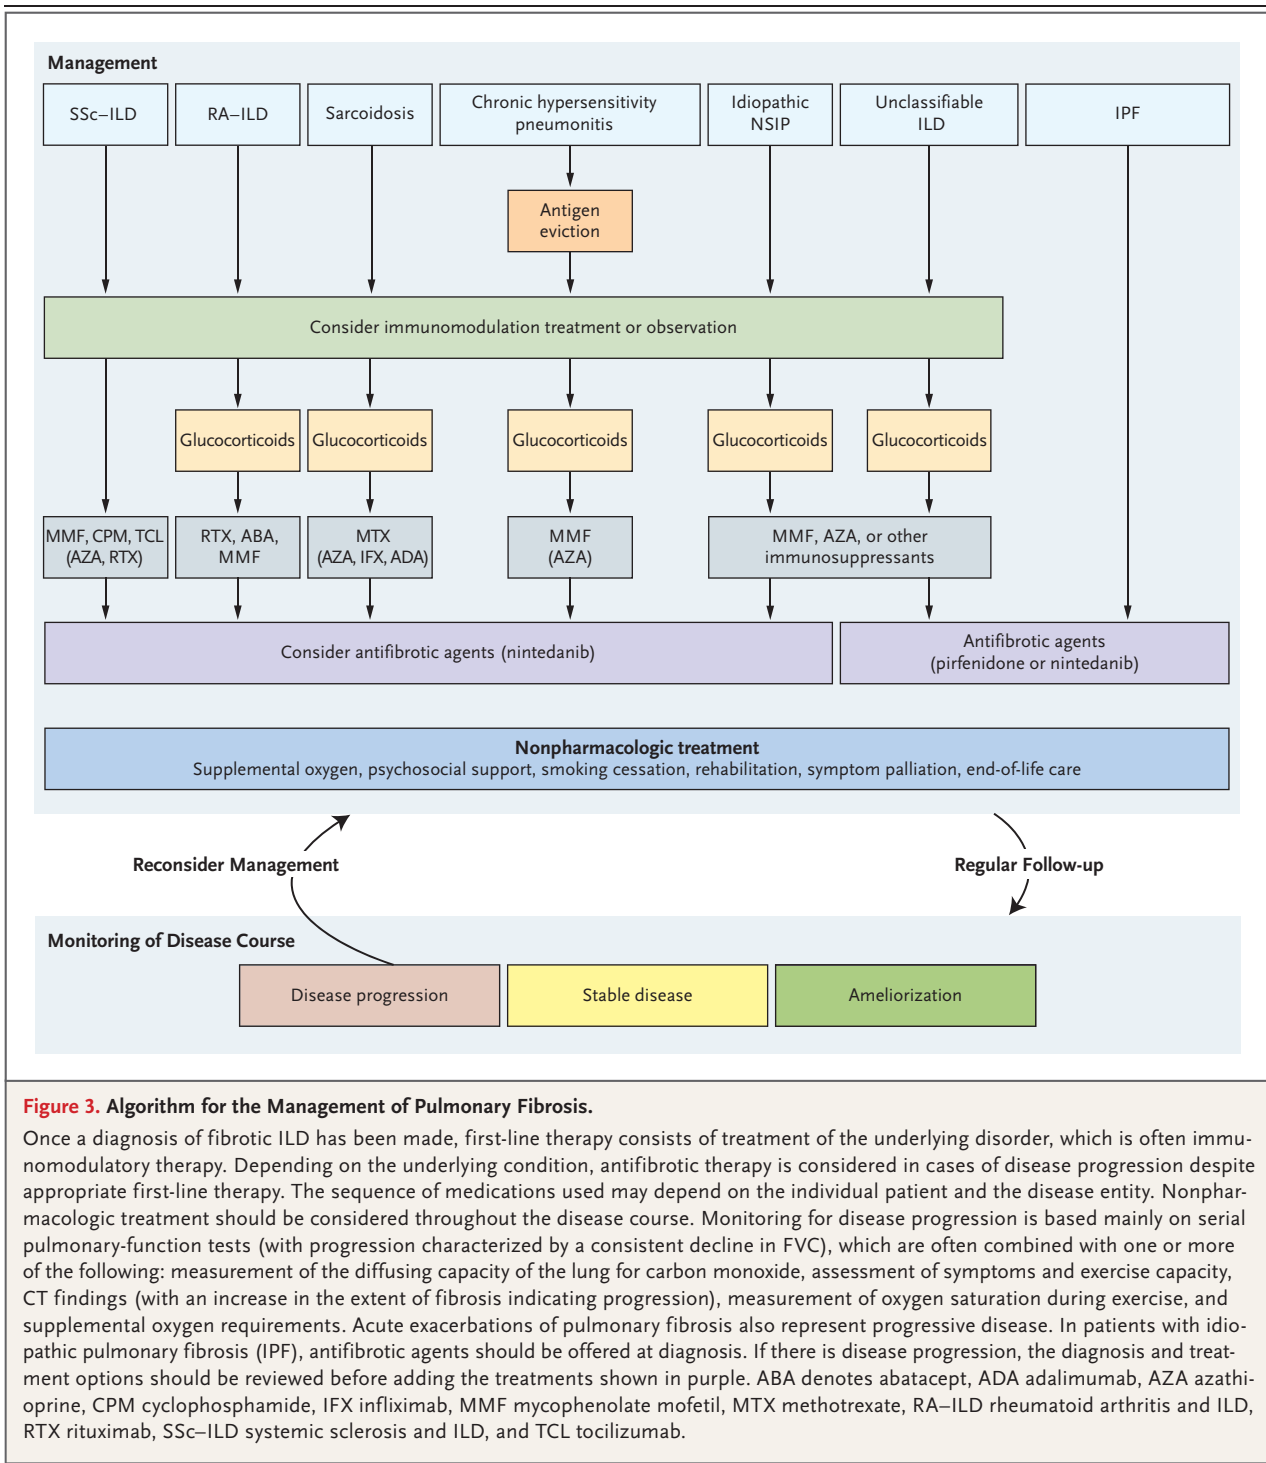 Management
SSc–ILD
RA–ILD
Sarcoidosis
Chronic hypersensitivity
pneumonitis
Idiopathic
NSIP
Unclassifiable
ILD
IPF
Antigen
eviction
Consider immunomodulation treatment or observation
Glucocorticoids
Glucocorticoids
Glucocorticoids
Glucocorticoids
Glucocorticoids
MMF, CPM, TCL
(AZA, RTX)
RTX, ABA,
MMF
MTX
(AZA, IFX, ADA)
MMF
(AZA)
MMF, AZA, or other
immunosuppressants
Consider antifibrotic agents (nintedanib)
Antifibrotic agents
(pirfenidone or nintedanib)
Nonpharmacologic treatment
Supplemental oxygen, psychosocial support, smoking cessation, rehabilitation, symptom palliation, end-of-life care
Reconsider Management
Regular Follow-up
Monitoring of Disease Course
Disease progression
Stable disease
Ameliorization
Figure 3. Algorithm for the Management of Pulmonary Fibrosis.
Once a diagnosis of fibrotic ILD has been made, first-line therapy consists of treatment of the underlying disorder, which is often immu-
nomodulatory therapy. Depending on the underlying condition, antifibrotic therapy is considered in cases of disease progression despite
appropriate first-line therapy. The sequence of medications used may depend on the individual patient and the disease entity. Nonphar-
macologic treatment should be considered throughout the disease course. Monitoring for disease progression is based mainly on serial
pulmonary-function tests (with progression characterized by a consistent decline in FVC), which are often combined with one or more
of the following: measurement of the diffusing capacity of the lung for carbon monoxide, assessment of symptoms and exercise capacity,
CT findings (with an increase in the extent of fibrosis indicating progression), measurement of oxygen saturation during exercise, and
supplemental oxygen requirements. Acute exacerbations of pulmonary fibrosis also represent progressive disease. In patients with idio-
pathic pulmonary fibrosis (IPF), antifibrotic agents should be offered at diagnosis. If there is disease progression, the diagnosis and treat-
ment options should be reviewed before adding the treatments shown in purple. ABA denotes abatacept, ADA adalimumab, AZA azathi-
oprine, CPM cyclophosphamide, IFX infliximab, MMF mycophenolate mofetil, MTX methotrexate, RA–ILD rheumatoid arthritis and ILD,
RTX rituximab, SSc–ILD systemic sclerosis and ILD, and TCL tocilizumab.